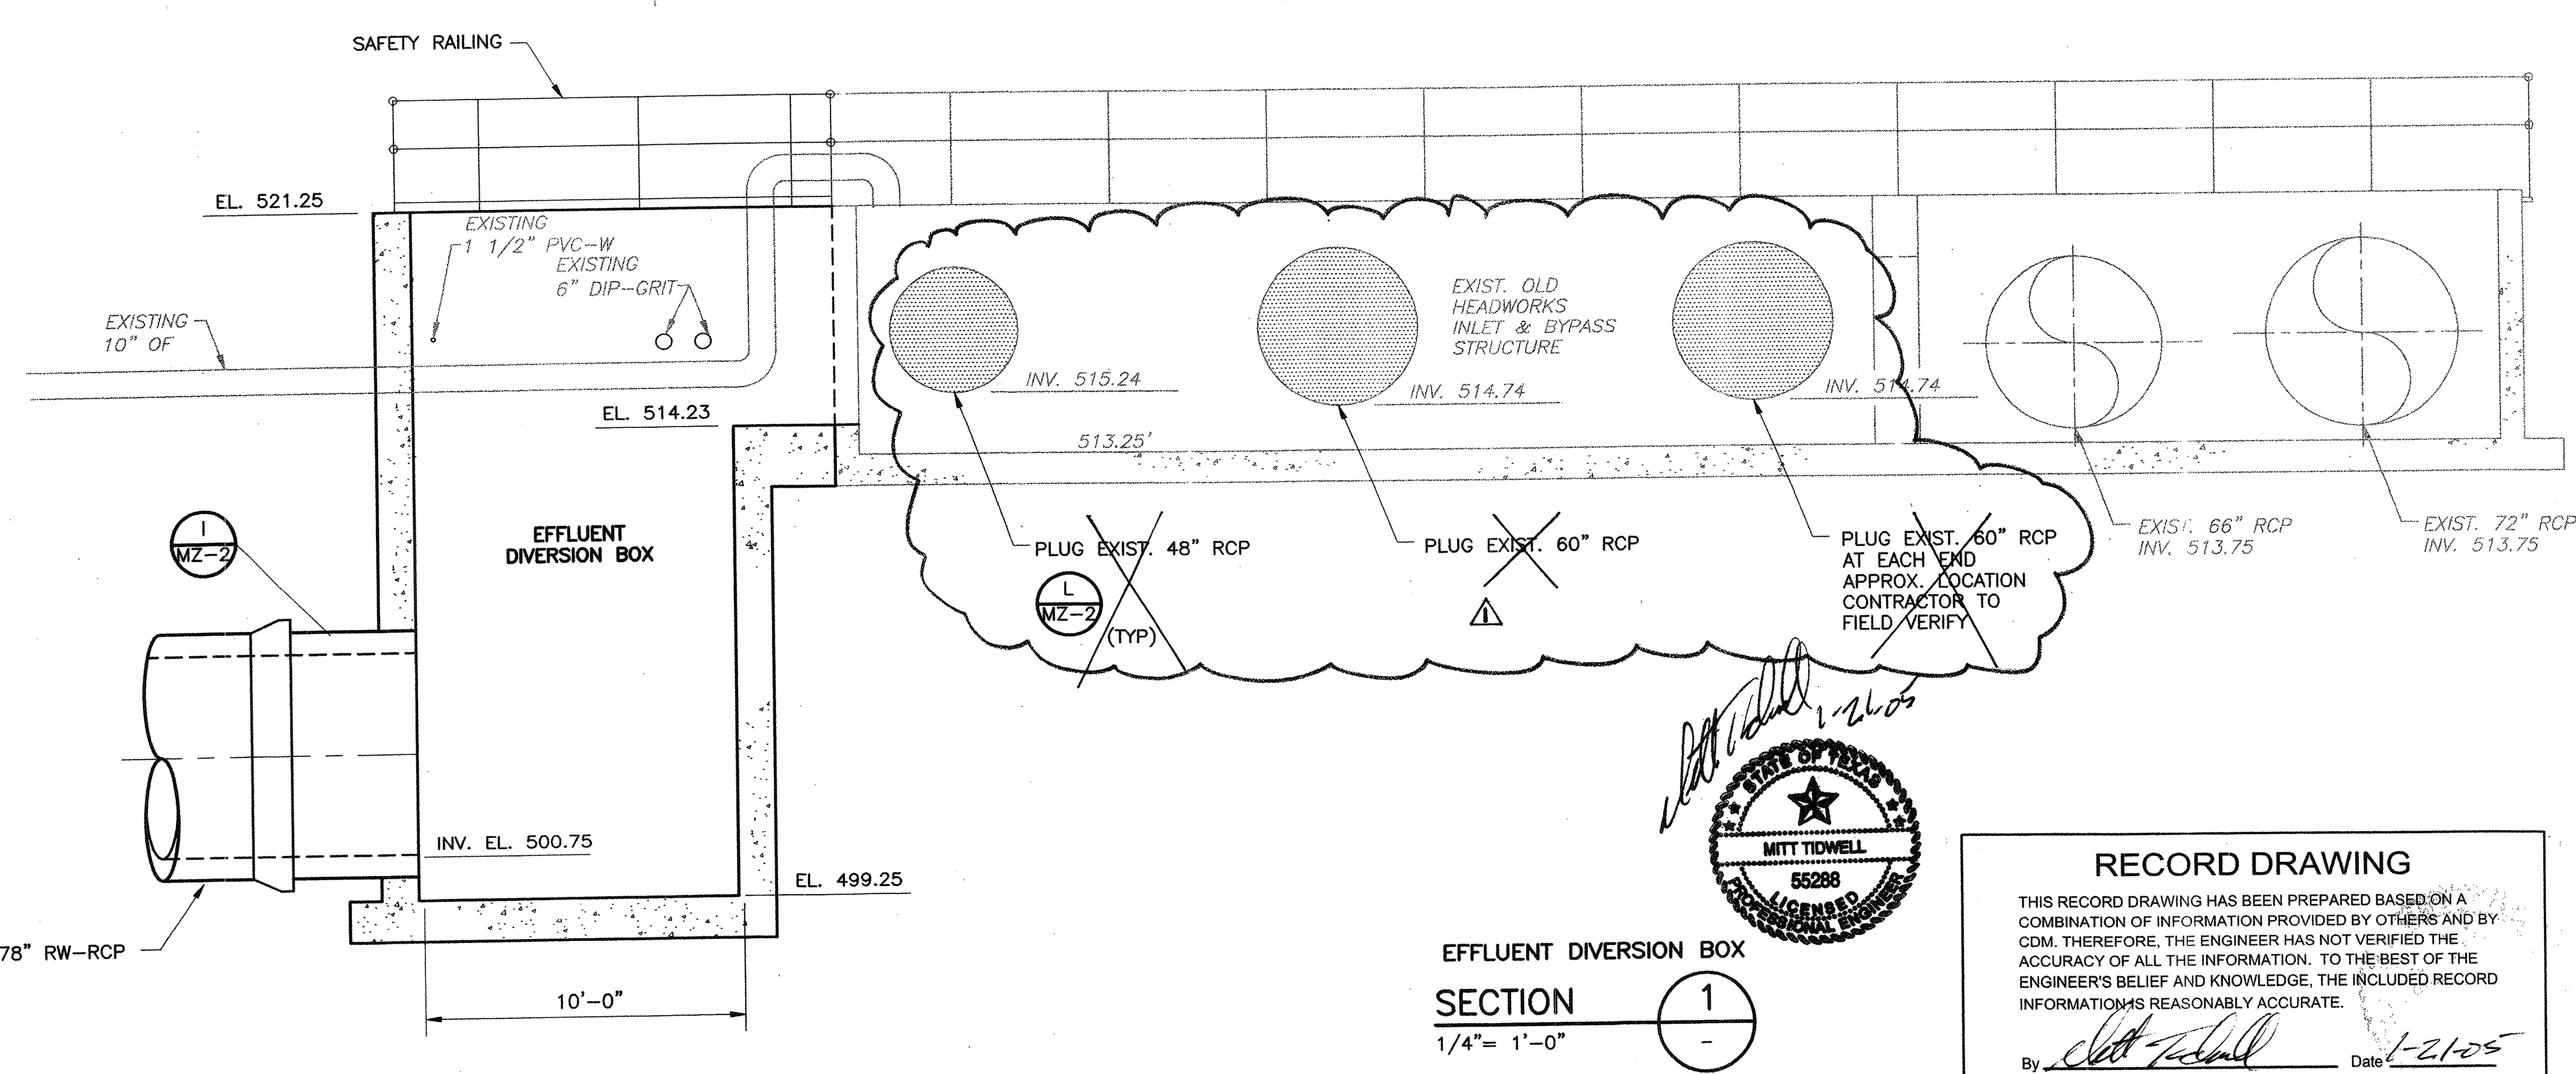 SAFETY RAILING
EL. 521.25
EXISTING
1 1/2" PVC-W
EXISTING
6" DIP-GRIT
EXISTING
10" OF
EL. 514.23
INV. 515.24
EXIST. OLD
HEADWORKS
INLET & BYPASS
STRUCTURE
INV. 514.74
INV. 514.74
513.25'
I
MZ-2
EFFLUENT
DIVERSION BOX
PLUG EXIST. 48" RCP
L
MZ-2
(TYP)
PLUG EXIST. 60" RCP
1
PLUG EXIST. 60" RCP
AT EACH END
APPROX. LOCATION
CONTRACTOR TO
FIELD VERIFY
EXIST. 66" RCP
INV. 513.75
EXIST. 72" RCP
INV. 513.75
INV. EL. 500.75
EL. 499.25
78" RW-RCP
10'-0"
Mitt Tidwell 1-21-05
STATE OF TEXAS
MITT TIDWELL
55288
LICENSED
PROFESSIONAL ENGINEER
EFFLUENT DIVERSION BOX
SECTION
1
-
1/4"= 1'-0"
RECORD DRAWING
THIS RECORD DRAWING HAS BEEN PREPARED BASED ON A
COMBINATION OF INFORMATION PROVIDED BY OTHERS AND BY
CDM. THEREFORE, THE ENGINEER HAS NOT VERIFIED THE
ACCURACY OF ALL THE INFORMATION. TO THE BEST OF THE
ENGINEER'S BELIEF AND KNOWLEDGE, THE INCLUDED RECORD
INFORMATION IS REASONABLY ACCURATE.
By Mitt Tidwell Date 1-21-05